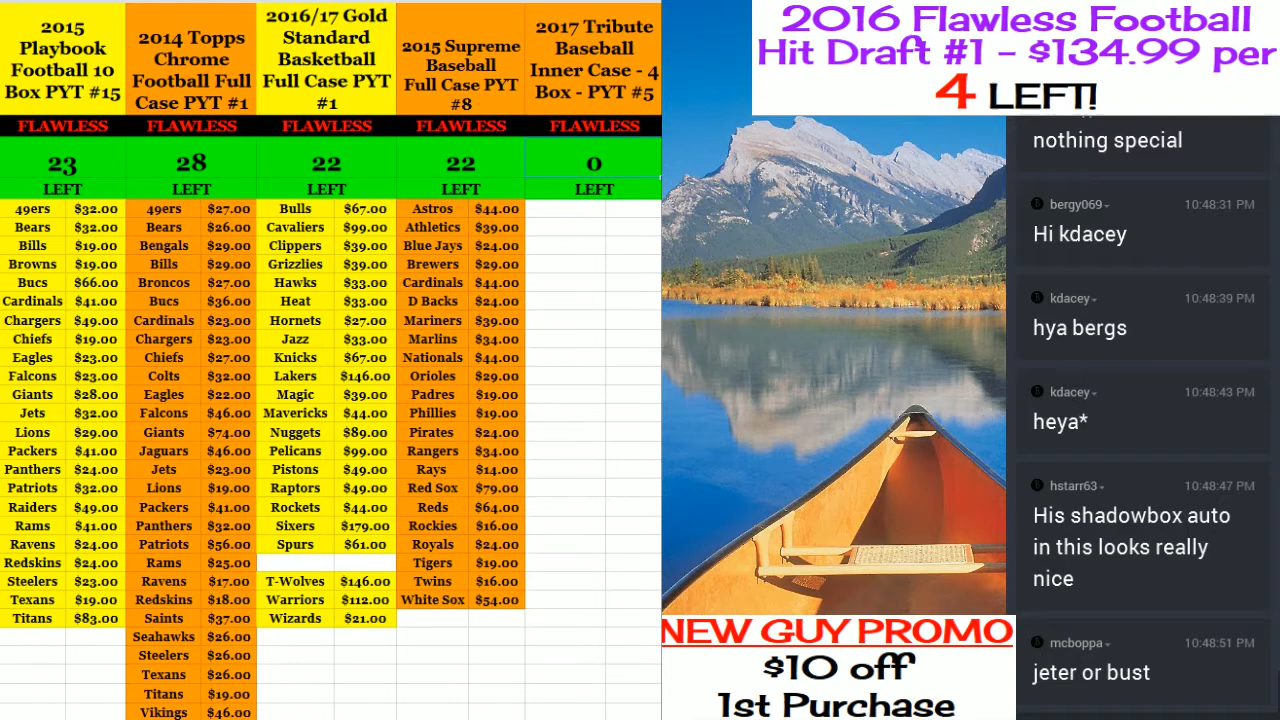 2015
Playbook
Football 10
Box PYT #15
FLAWLESS
23
LEFT
49ers $32.00
Bears $32.00
Bills $19.00
Browns $19.00
Bucs $66.00
Cardinals $41.00
Chargers $49.00
Chiefs $19.00
Eagles $23.00
Falcons $23.00
Giants $28.00
Jets $32.00
Lions $29.00
Packers $41.00
Panthers $24.00
Patriots $32.00
Raiders $49.00
Rams $41.00
Ravens $24.00
Redskins $24.00
Steelers $23.00
Texans $19.00
Titans $83.00
2014 Topps
Chrome
Football Full
Case PYT #1
FLAWLESS
28
LEFT
49ers $27.00
Bears $26.00
Bengals $29.00
Bills $29.00
Broncos $27.00
Bucs $36.00
Cardinals $23.00
Chargers $23.00
Chiefs $27.00
Colts $32.00
Eagles $22.00
Falcons $46.00
Giants $74.00
Jaguars $46.00
Jets $23.00
Lions $19.00
Packers $41.00
Panthers $32.00
Patriots $56.00
Rams $25.00
Ravens $17.00
Redskins $18.00
Saints $37.00
Seahawks $26.00
Steelers $26.00
Texans $26.00
Titans $19.00
Vikings $46.00
2016/17 Gold
Standard
Basketball
Full Case PYT
#1
FLAWLESS
22
LEFT
Bulls $67.00
Cavaliers $99.00
Clippers $39.00
Grizzlies $39.00
Hawks $33.00
Heat $33.00
Hornets $27.00
Jazz $33.00
Knicks $67.00
Lakers $146.00
Magic $39.00
Mavericks $44.00
Nuggets $89.00
Pelicans $99.00
Pistons $49.00
Raptors $49.00
Rockets $44.00
Sixers $179.00
Spurs $61.00
T-Wolves $146.00
Warriors $112.00
Wizards $21.00
2015 Supreme
Baseball
Full Case PYT
#8
FLAWLESS
22
LEFT
Astros $44.00
Athletics $39.00
Blue Jays $24.00
Brewers $29.00
Cardinals $44.00
D Backs $24.00
Mariners $39.00
Marlins $34.00
Nationals $44.00
Orioles $29.00
Padres $19.00
Phillies $19.00
Pirates $24.00
Rangers $34.00
Rays $14.00
Red Sox $79.00
Reds $64.00
Rockies $16.00
Royals $24.00
Tigers $19.00
Twins $16.00
White Sox $54.00
2017 Tribute
Baseball
Inner Case - 4
Box - PYT #5
FLAWLESS
0
LEFT
2016 Flawless Football
Hit Draft #1 - $134.99 per
4 LEFT!
nothing special
bergy069 10:48:31 PM
Hi kdacey
kdacey 10:48:39 PM
hya bergs
kdacey 10:48:43 PM
heya*
hstarr63 10:48:47 PM
His shadowbox auto
in this looks really
nice
mcboppa 10:48:51 PM
jeter or bust
NEW GUY PROMO
$10 off
1st Purchase